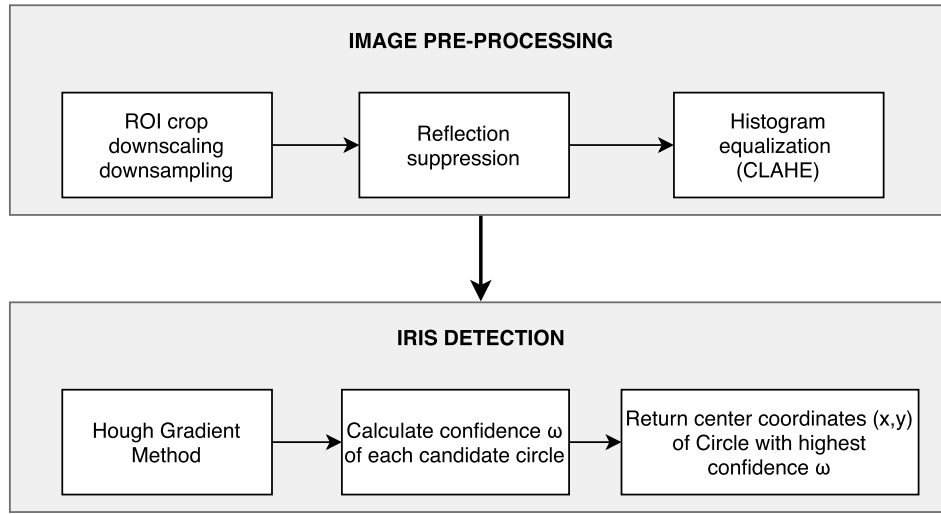 IMAGE PRE-PROCESSING
ROI crop
downscaling
downsampling
Reflection
suppression
Histogram
equalization
(CLAHE)
IRIS DETECTION
Hough Gradient
Method
Calculate confidence ω
of each candidate circle
Return center coordinates (x,y)
of Circle with highest
confidence ω